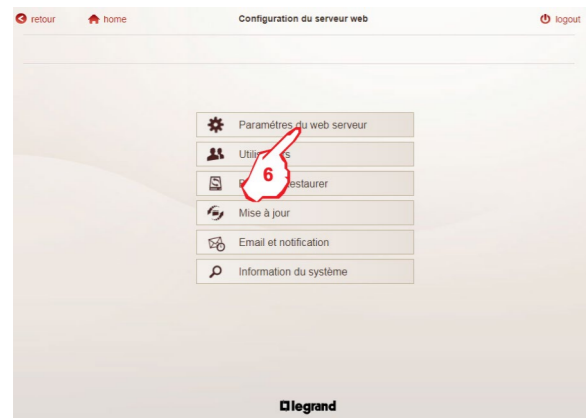 retour
home
Configuration du serveur web
logout
Paramétres du web serveur
6
Mise à jour
Email et notification
Information du système
legrand